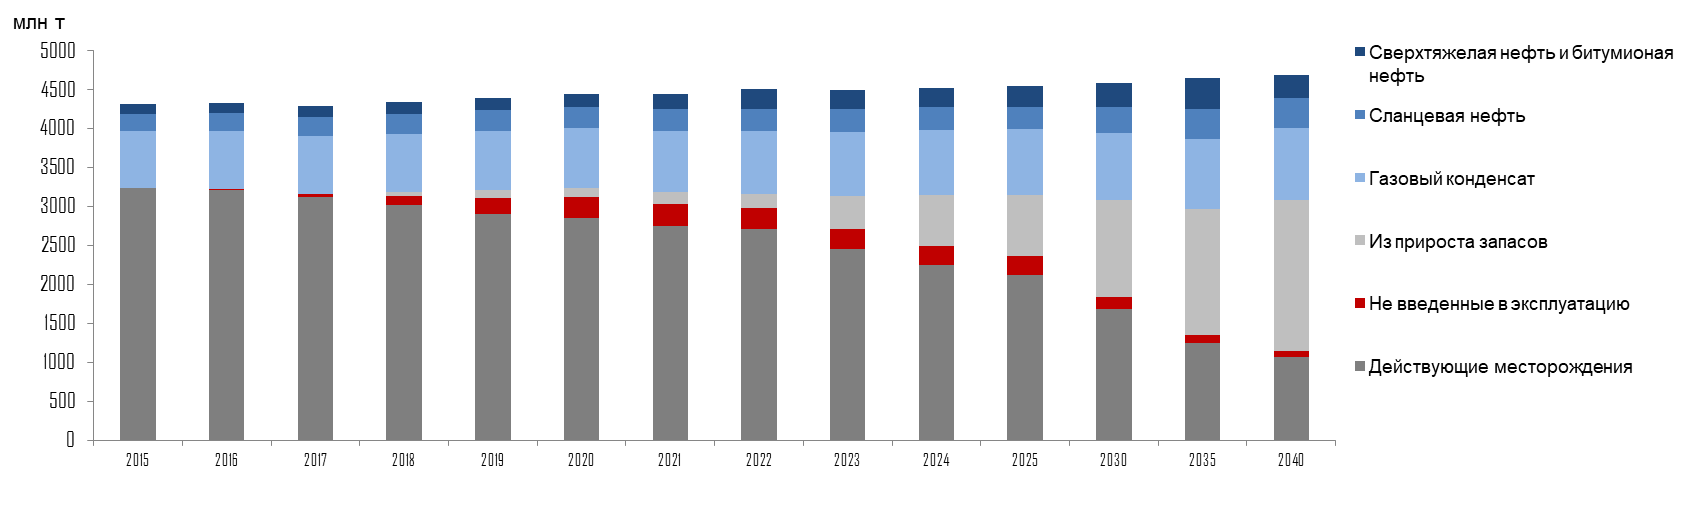 млн т
5000
4500
4000
3500
3000
2500
2000
1500
1000
500
0
2015 2016 2017 2018 2019 2020 2021 2022 2023 2024 2025 2030 2035 2040
Сверхтяжелая нефть и битумионая
нефть
Сланцевая нефть
Газовый конденсат
Из прироста запасов
Не введенные в эксплуатацию
Действующие месторождения